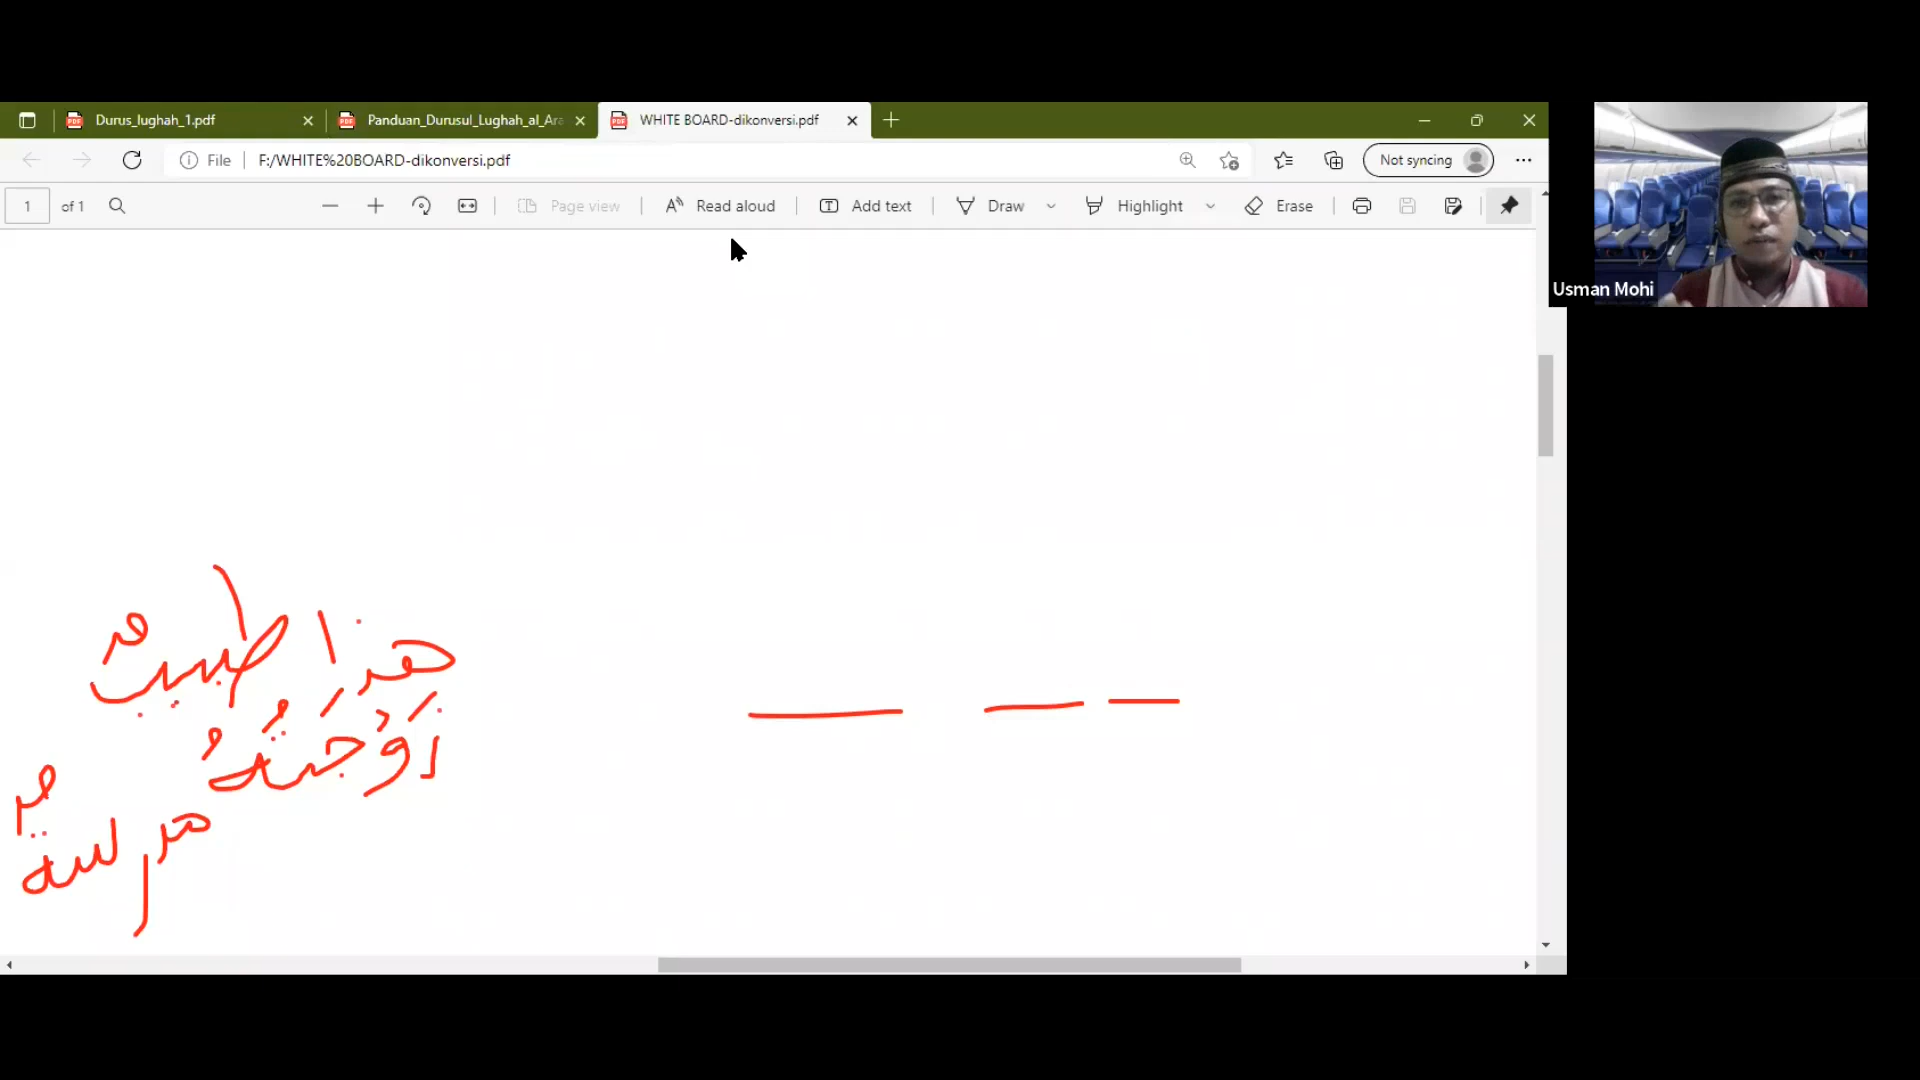 Durus_lughah_1.pdf
Panduan_Durusul_Lughah_al_Ara
WHITE BOARD-dikonversi.pdf
File
F:/WHITE%20BOARD-dikonversi.pdf
Not syncing
1 of 1
Page view
Read aloud
Add text
Draw
Highlight
Erase
Usman Mohi
هذا طبيبٌ
زَوْجَتُهُ
مدرسةٌ